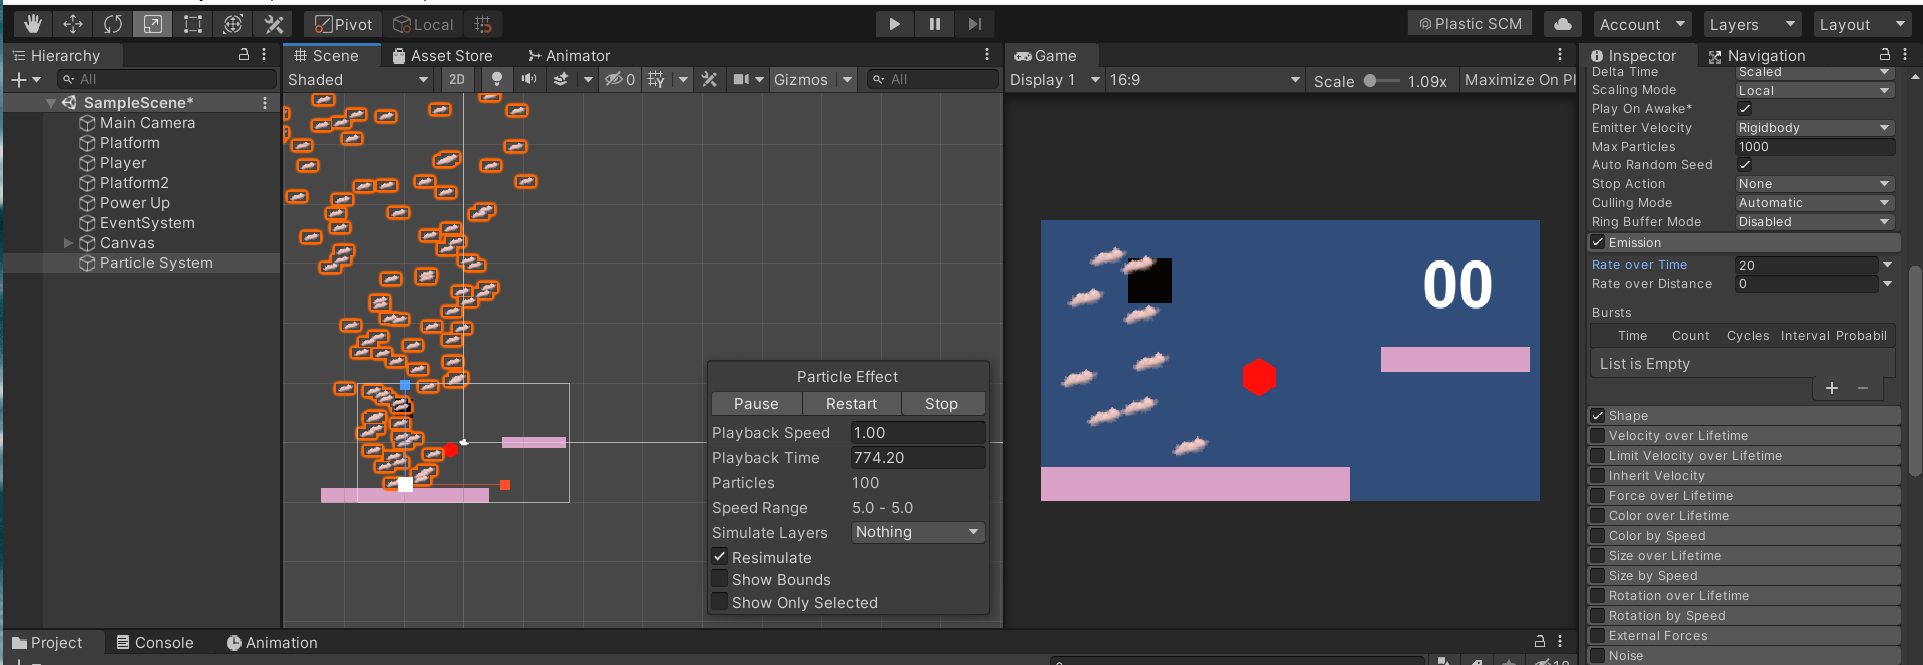 Pivot Local Plastic SCM Account Layers Layout
Hierarchy Scene Asset Store Animator Game Inspector Navigation
All Shaded 2D 0 Gizmos All Display 1 16:9 Scale 1.09x Maximize On Pl
SampleScene*
Main Camera
Platform
Player
Platform2
Power Up
EventSystem
Canvas
Particle System
Particle Effect
Pause Restart Stop
Playback Speed 1.00
Playback Time 774.20
Particles 100
Speed Range 5.0 - 5.0
Simulate Layers Nothing
Resimulate
Show Bounds
Show Only Selected
00
Delta Time Scaled
Scaling Mode Local
Play On Awake*
Emitter Velocity Rigidbody
Max Particles 1000
Auto Random Seed
Stop Action None
Culling Mode Automatic
Ring Buffer Mode Disabled
Emission
Rate over Time 20
Rate over Distance 0
Bursts
Time Count Cycles Interval Probabil
List is Empty
Shape
Velocity over Lifetime
Limit Velocity over Lifetime
Inherit Velocity
Force over Lifetime
Color over Lifetime
Color by Speed
Size over Lifetime
Size by Speed
Rotation over Lifetime
Rotation by Speed
External Forces
Noise
Project Console Animation